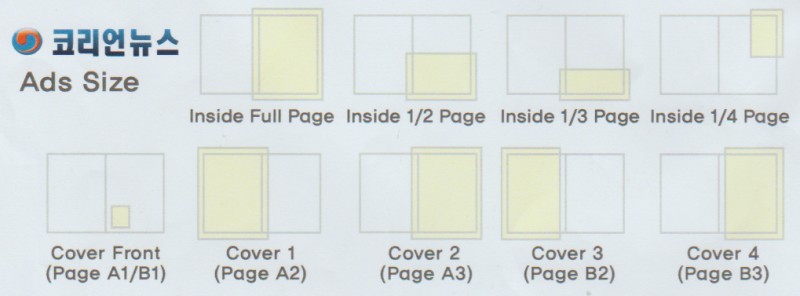 코리언뉴스
Ads Size
Inside Full Page
Inside 1/2 Page
Inside 1/3 Page
Inside 1/4 Page
Cover Front
(Page A1/B1)
Cover 1
(Page A2)
Cover 2
(Page A3)
Cover 3
(Page B2)
Cover 4
(Page B3)